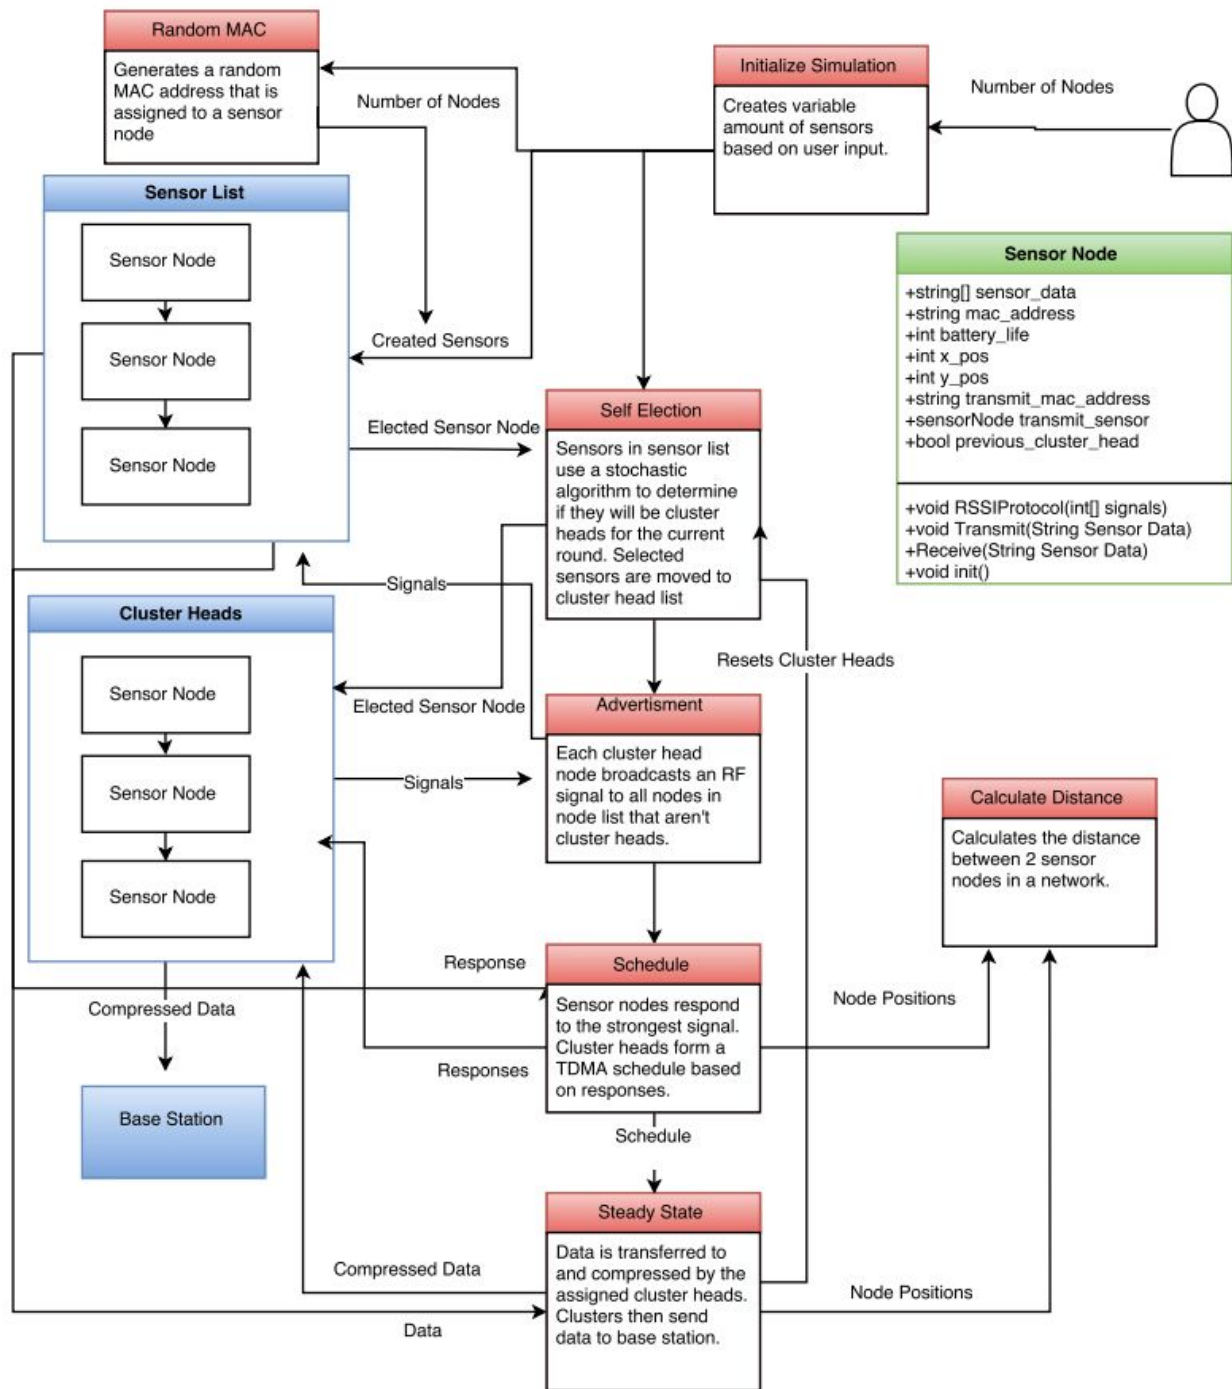 Random MAC
Generates a random
MAC address that is
assigned to a sensor
node
Number of Nodes
Initialize Simulation
Creates variable
amount of sensors
based on user input.
Number of Nodes
Sensor List
Sensor Node
Sensor Node
Sensor Node
Created Sensors
Sensor Node
+string[] sensor_data
+string mac_address
+int battery_life
+int x_pos
+int y_pos
+string transmit_mac_address
+sensorNode transmit_sensor
+bool previous_cluster_head
+void RSSIProtocol(int[] signals)
+void Transmit(String Sensor Data)
+Receive(String Sensor Data)
+void init()
Elected Sensor Node
Self Election
Sensors in sensor list
use a stochastic
algorithm to determine
if they will be cluster
heads for the current
round. Selected
sensors are moved to
cluster head list
Signals
Cluster Heads
Sensor Node
Sensor Node
Sensor Node
Elected Sensor Node
Resets Cluster Heads
Advertisment
Each cluster head
node broadcasts an RF
signal to all nodes in
node list that aren't
cluster heads.
Signals
Calculate Distance
Calculates the distance
between 2 sensor
nodes in a network.
Response
Schedule
Sensor nodes respond
to the strongest signal.
Cluster heads form a
TDMA schedule based
on responses.
Node Positions
Compressed Data
Responses
Base Station
Schedule
Steady State
Data is transferred to
and compressed by the
assigned cluster heads.
Clusters then send
data to base station.
Compressed Data
Node Positions
Data